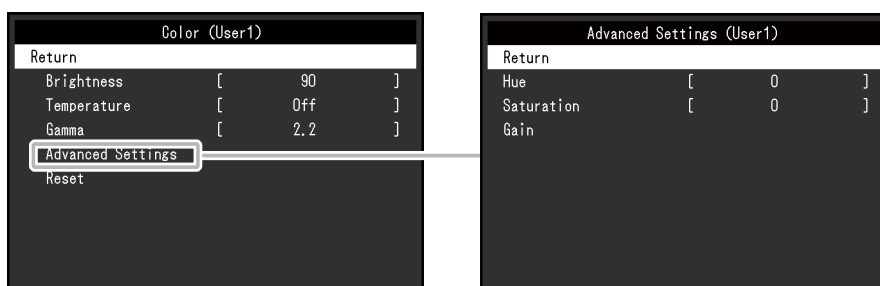 Color (User1)
Return
Brightness [ 90 ]
Temperature [ Off ]
Gamma [ 2.2 ]
Advanced Settings
Reset
Advanced Settings (User1)
Return
Hue [ 0 ]
Saturation [ 0 ]
Gain